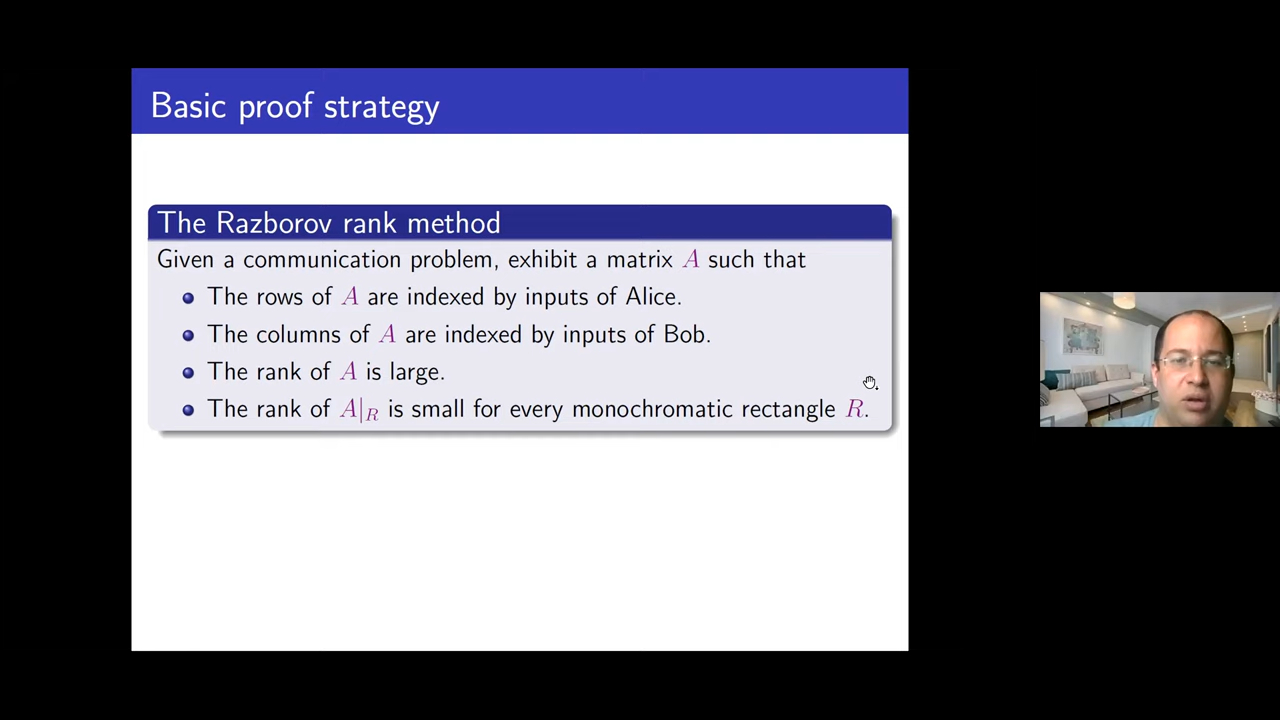 Basic proof strategy
The Razborov rank method
Given a communication problem, exhibit a matrix A such that
The rows of A are indexed by inputs of Alice.
The columns of A are indexed by inputs of Bob.
The rank of A is large.
The rank of A|R is small for every monochromatic rectangle R.